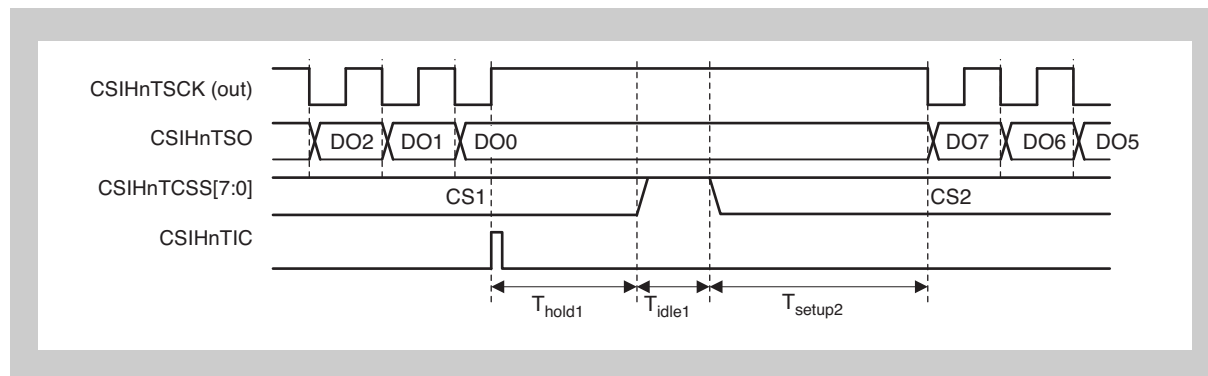 CSIHnTSCK (out)
CSIHnTSO
DO2 DO1 DO0 DO7 DO6 DO5
CSIHnTCSS[7:0]
CS1 CS2
CSIHnTIC
Thold1 Tidle1 Tsetup2